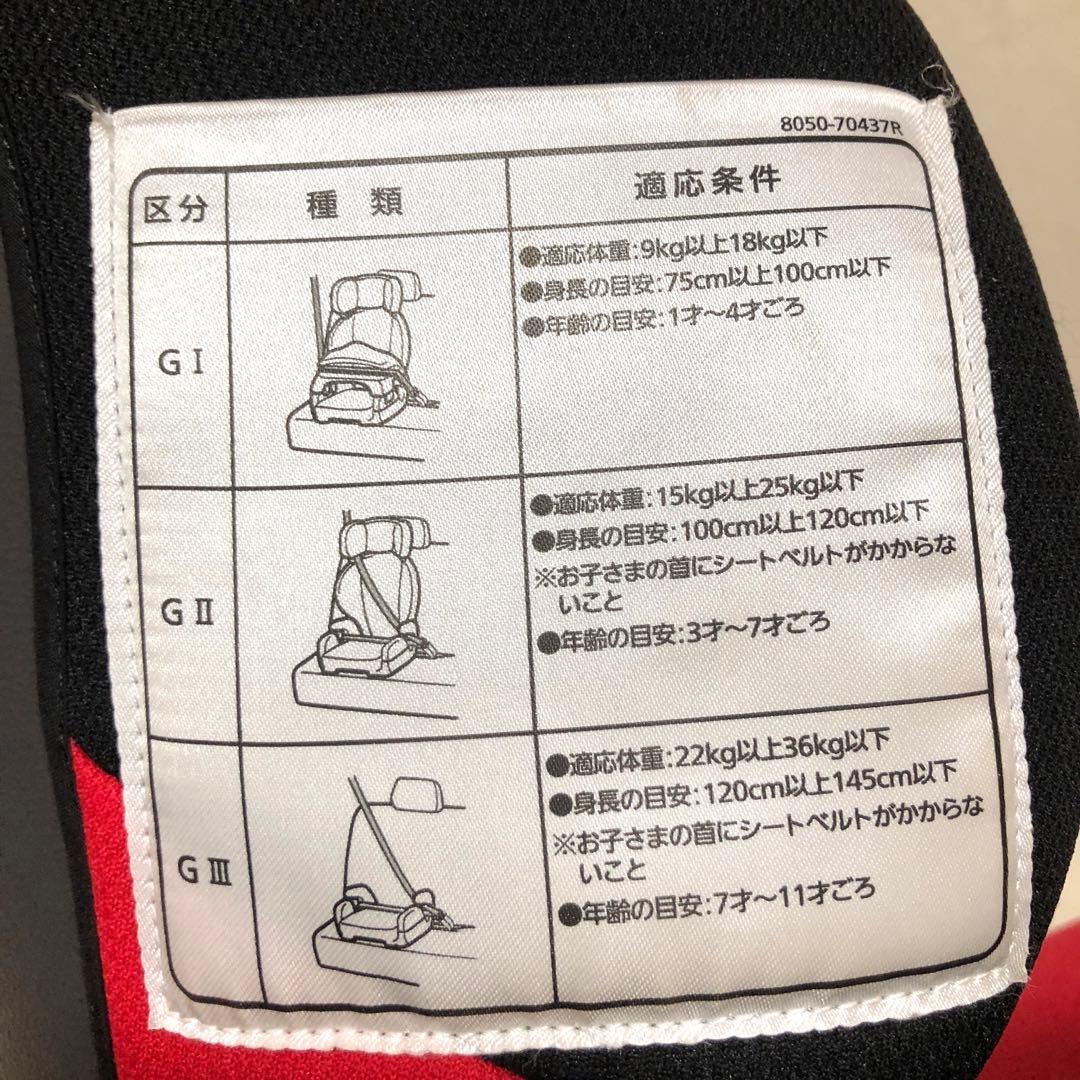 8050-70437R
区分 種類 適応条件
GⅠ
●適応体重:9kg以上18kg以下
●身長の目安:75cm以上100cm以下
●年齢の目安:1才〜4才ごろ
GⅡ
●適応体重:15kg以上25kg以下
●身長の目安:100cm以上120cm以下
※お子さまの首にシートベルトがかからな
いこと
●年齢の目安:3才〜7才ごろ
GⅢ
●適応体重:22kg以上36kg以下
●身長の目安:120cm以上145cm以下
※お子さまの首にシートベルトがかからな
いこと
●年齢の目安:7才〜11才ごろ